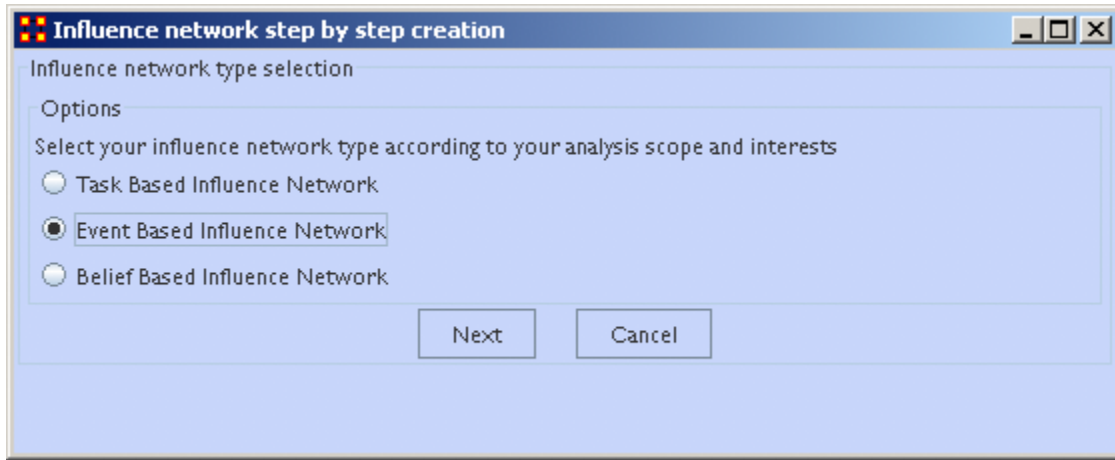 Influence network step by step creation
Influence network type selection
Options
Select your influence network type according to your analysis scope and interests
Task Based Influence Network
Event Based Influence Network
Belief Based Influence Network
Next Cancel